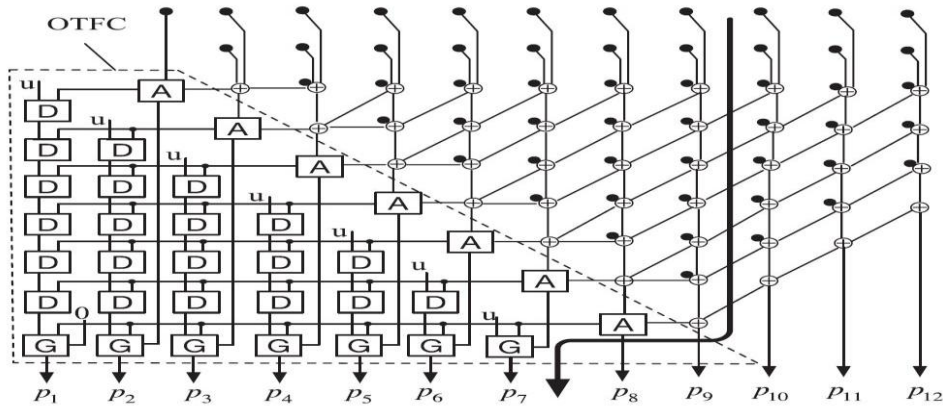 OTFC
u
A
D
u
A
D D
u
A
D D D
u
A
D D D D
u
A
D D D D D
u
A
D D D D D D
0
u
A
G G G G G G G
p₁ p₂ p₃ p₄ p₅ p₆ p₇ p₈ p₉ p₁₀ p₁₁ p₁₂